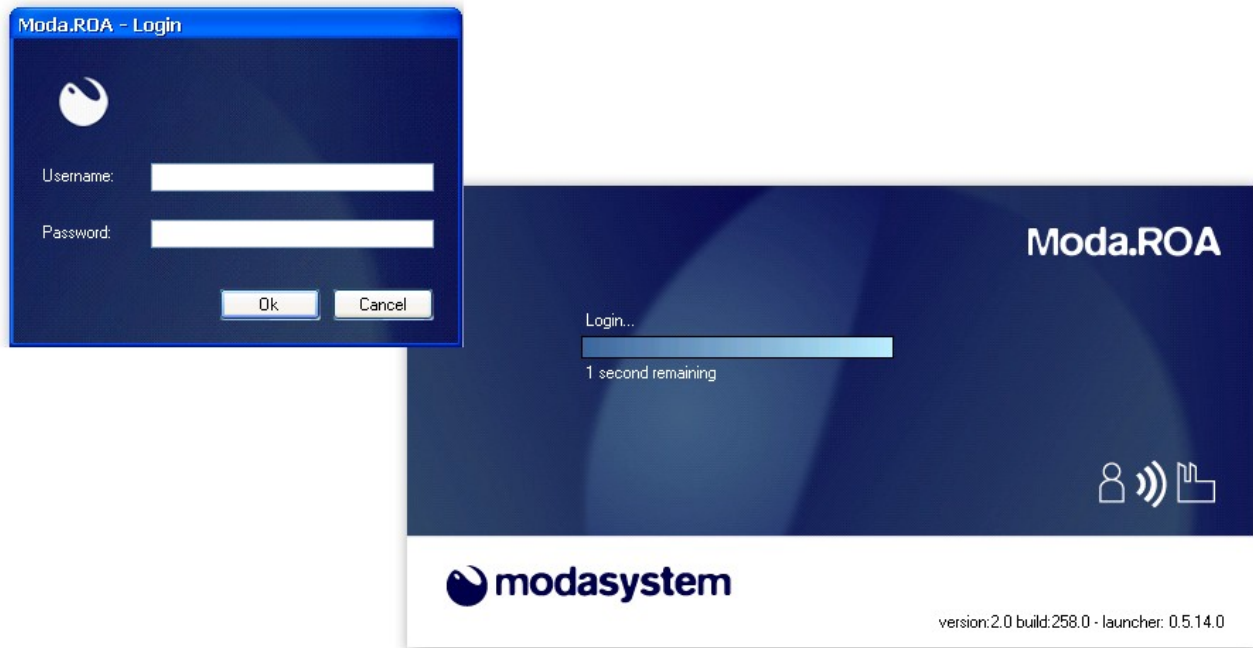 Moda.ROA - Login
Username:
Password:
Ok Cancel
Moda.ROA
Login...
1 second remaining
modasystem
version:2.0 build:258.0 - launcher: 0.5.14.0